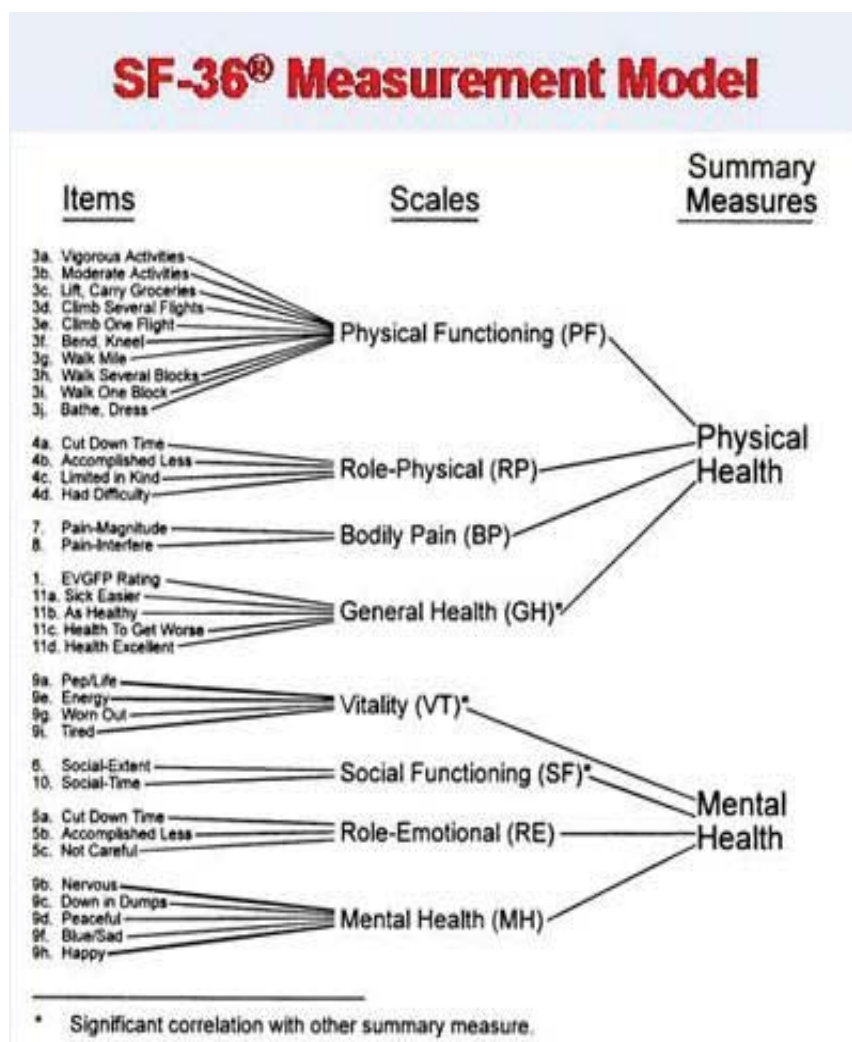 SF-36® Measurement Model
Items
Scales
Summary
Measures
3a. Vigorous Activities
3b. Moderate Activities
3c. Lift, Carry Groceries
3d. Climb Several Flights
3e. Climb One Flight
3f. Bend, Kneel
3g. Walk Mile
3h. Walk Several Blocks
3i. Walk One Block
3j. Bathe, Dress
Physical Functioning (PF)
4a. Cut Down Time
4b. Accomplished Less
4c. Limited in Kind
4d. Had Difficulty
Role-Physical (RP)
7. Pain-Magnitude
8. Pain-Interfere
Bodily Pain (BP)
1. EVGFP Rating
11a. Sick Easier
11b. As Healthy
11c. Health To Get Worse
11d. Health Excellent
General Health (GH)*
Physical
Health
9a. Pep/Life
9e. Energy
9g. Worn Out
9i. Tired
Vitality (VT)*
6. Social-Extent
10. Social-Time
Social Functioning (SF)*
5a. Cut Down Time
5b. Accomplished Less
5c. Not Careful
Role-Emotional (RE)
9b. Nervous
9c. Down in Dumps
9d. Peaceful
9f. Blue/Sad
9h. Happy
Mental Health (MH)
Mental
Health
* Significant correlation with other summary measure.